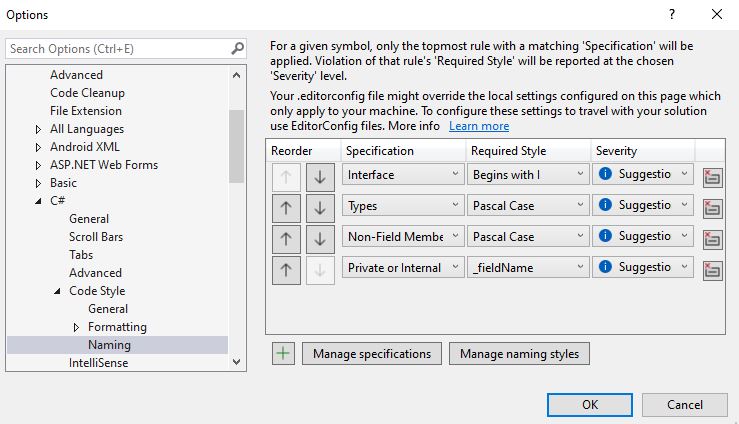 Options
?
Search Options (Ctrl+E)
Advanced
Code Cleanup
File Extension
All Languages
Android XML
ASP.NET Web Forms
Basic
C#
General
Scroll Bars
Tabs
Advanced
Code Style
General
Formatting
Naming
IntelliSense
For a given symbol, only the topmost rule with a matching 'Specification' will be
applied. Violation of that rule's 'Required Style' will be reported at the chosen
'Severity' level.
Your .editorconfig file might override the local settings configured on this page which
only apply to your machine. To configure these settings to travel with your solution
use EditorConfig files. More info Learn more
Reorder Specification Required Style Severity
Interface Begins with I Suggestio
Types Pascal Case Suggestio
Non-Field Membe Pascal Case Suggestio
Private or Internal _fieldName Suggestio
Manage specifications Manage naming styles
OK Cancel